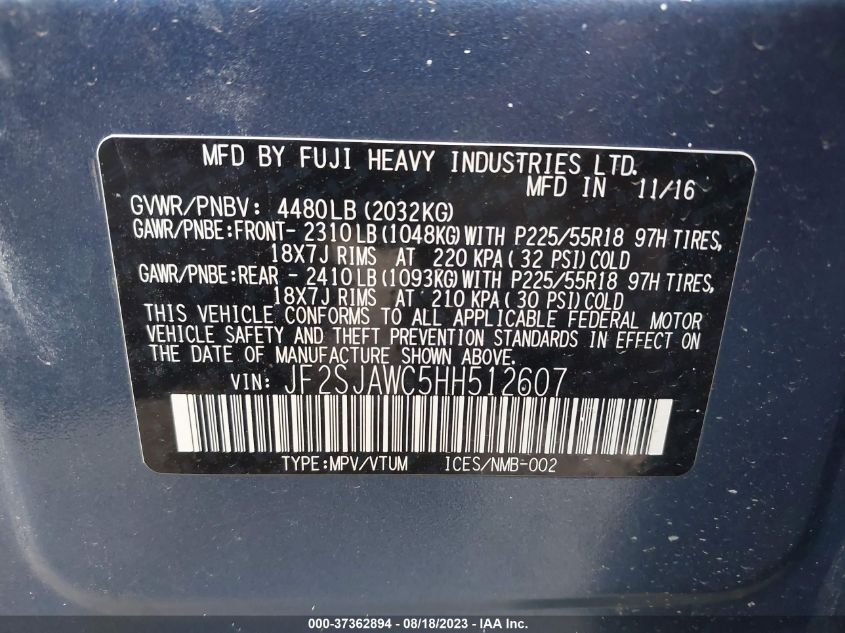 MFD BY FUJI HEAVY INDUSTRIES LTD.
MFD IN 11/16
GVWR/PNBV: 4480LB(2032KG)
GAWR/PNBE:FRONT- 2310LB(1048KG)WITH P225/55R18 97H TIRES,
18X7J RIMS AT 220 KPA( 32 PSI)COLD
GAWR/PNBE:REAR - 2410LB(1093KG)WITH P225/55R18 97H TIRES,
18X7J RIMS AT 210 KPA( 30 PSI)COLD
THIS VEHICLE CONFORMS TO ALL APPLICABLE FEDERAL MOTOR
VEHICLE SAFETY AND THEFT PREVENTION STANDARDS IN EFFECT ON
THE DATE OF MANUFACTURE SHOWN ABOVE.
VIN: JF2SJAWC5HH512607
TYPE:MPV/VTUM ICES/NMB-002
000-37362894 - 08/18/2023 - IAA Inc.